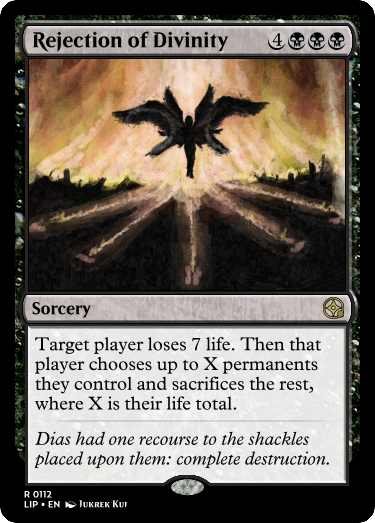 Rejection of Divinity 4
Sorcery
Target player loses 7 life. Then that
player chooses up to X permanents
they control and sacrifices the rest,
where X is their life total.
Dias had one recourse to the shackles
placed upon them: complete destruction.
R 0112
LIP • EN Jukrek Kui